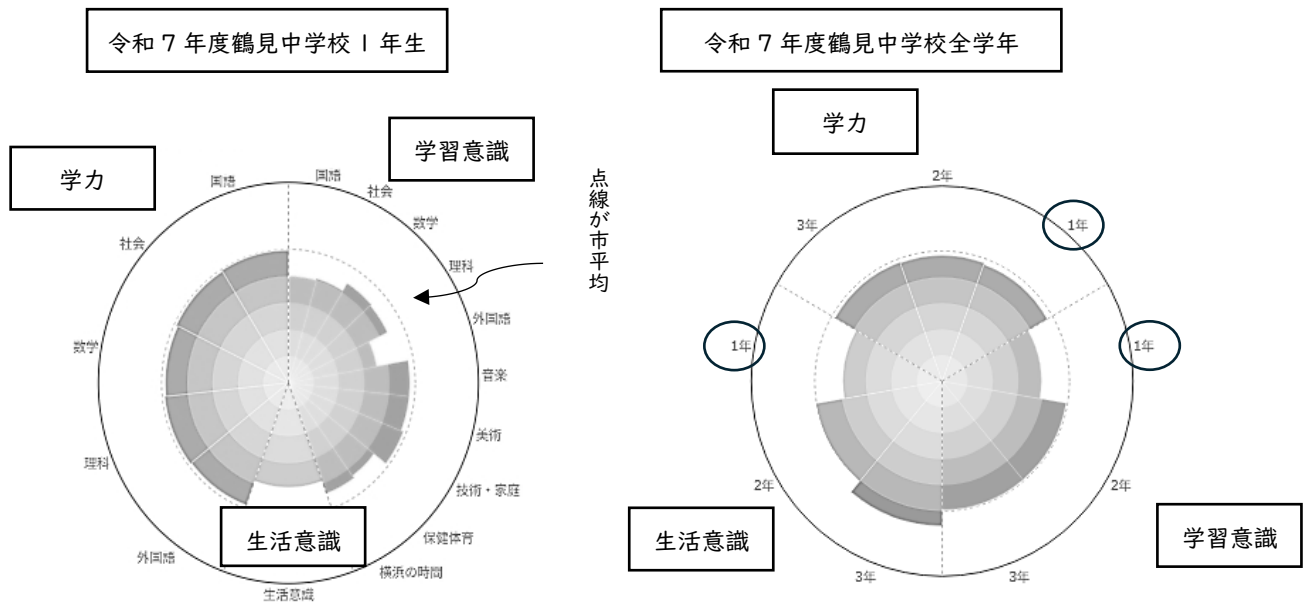 令和7年度鶴見中学校1年生
令和7年度鶴見中学校全学年
学力
学習意識
国語
国語
社会
社会
数学
数学
理科
理科
外国語
外国語
音楽
美術
技術・家庭
保健体育
横浜の時間
生活意識
生活意識
点線が市平均
学力
2年
3年
1年
1年
1年
2年
2年
3年
3年
生活意識
学習意識